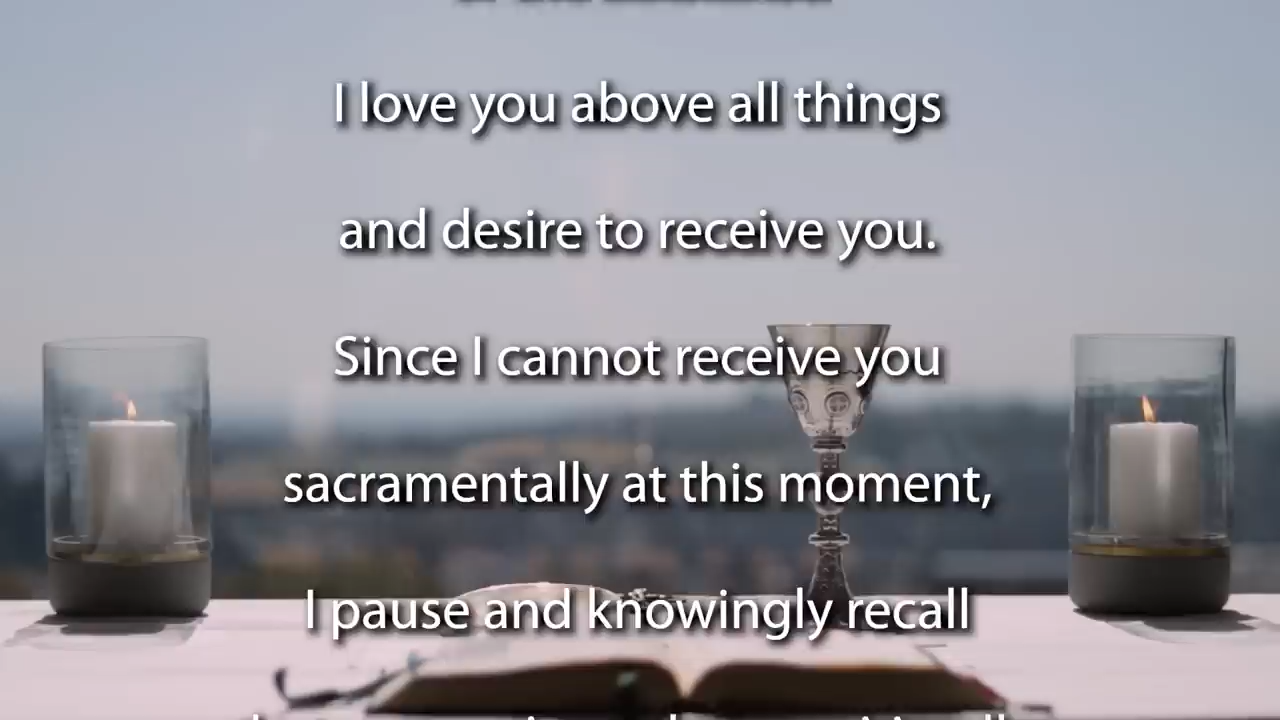 I love you above all things
and desire to receive you.
Since I cannot receive you
sacramentally at this moment,
I pause and knowingly recall